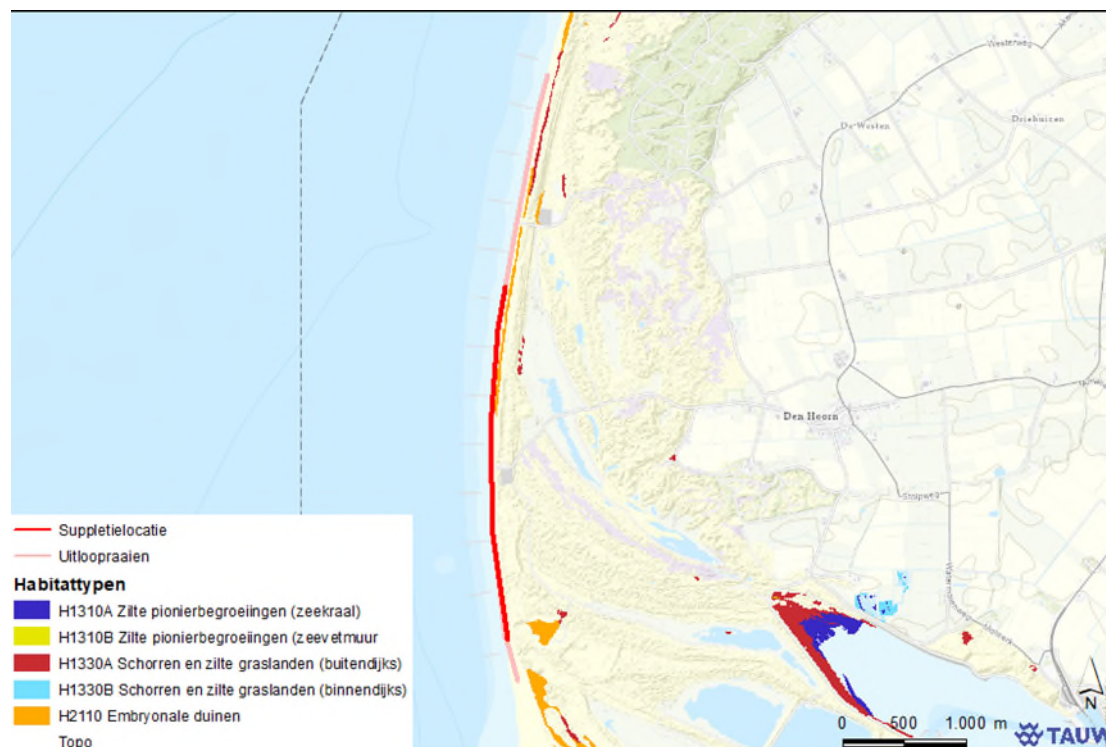 Westerweg
De Westen
Driehuizen
Den Hoorn
Stolpweg
Suppletielocatie
Uitloopraaien
Habitattypen
H1310A Zilte pionierbegroeiingen (zeekraal)
H1310B Zilte pionierbegroeiingen (zeevetmuur
H1330A Schorren en zilte graslanden (buitendijks)
H1330B Schorren en zilte graslanden (binnendijks)
H2110 Embryonale duinen
Topo
N
0 500 1.000 m
TAUW